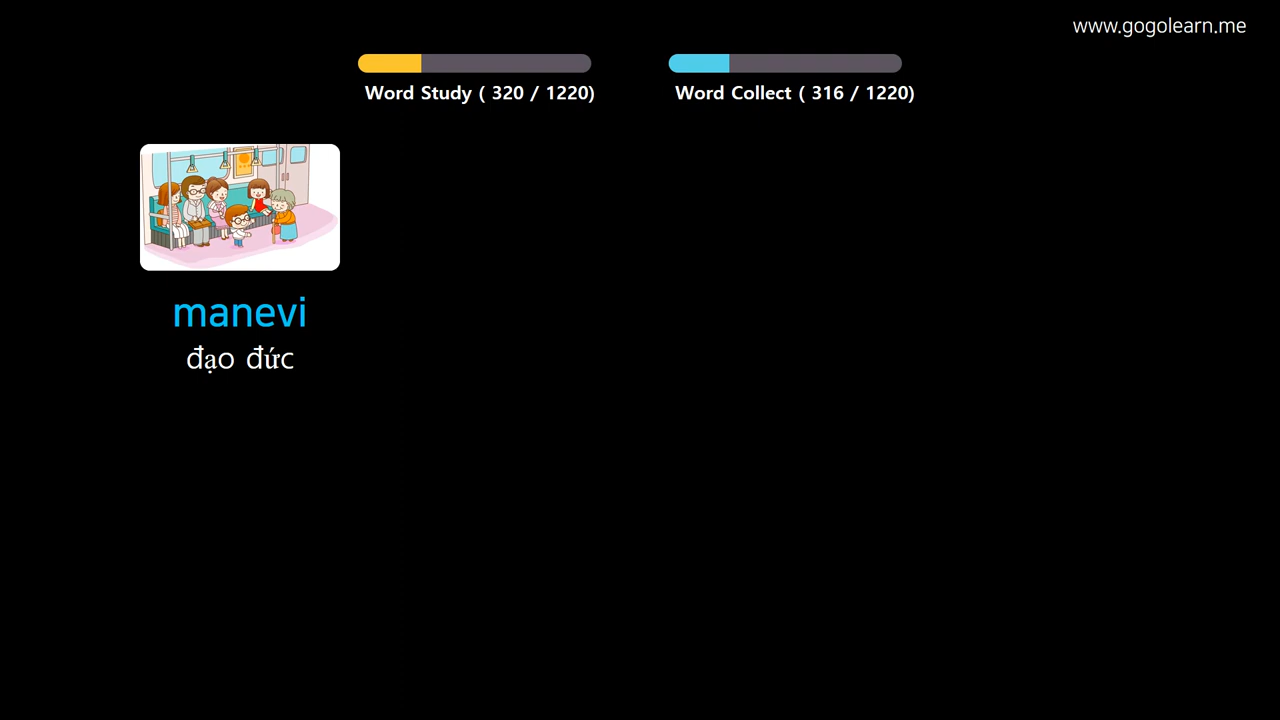 www.gogolearn.me
Word Study ( 320 / 1220)
Word Collect ( 316 / 1220)
manevi
đạo đức